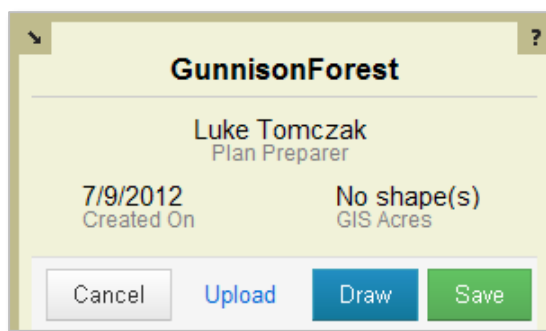 ?
GunnisonForest
Luke Tomczak
Plan Preparer
7/9/2012 No shape(s)
Created On GIS Acres
Cancel Upload Draw Save